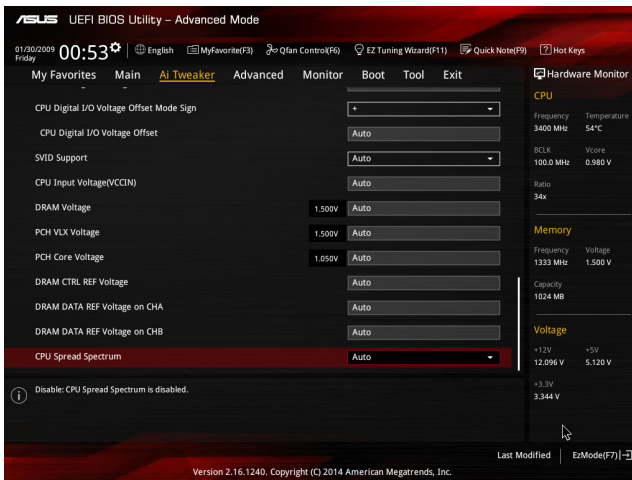 ASUS UEFI BIOS Utility – Advanced Mode
01/30/2009 Friday 00:53 English MyFavorite(F3) Qfan Control(F6) EZ Tuning Wizard(F11) Quick Note(F9) ? Hot Keys
My Favorites Main Ai Tweaker Advanced Monitor Boot Tool Exit
CPU Digital I/O Voltage Offset Mode Sign +
CPU Digital I/O Voltage Offset Auto
SVID Support Auto
CPU Input Voltage(VCCIN) Auto
DRAM Voltage 1.500V Auto
PCH VLX Voltage 1.500V Auto
PCH Core Voltage 1.050V Auto
DRAM CTRL REF Voltage Auto
DRAM DATA REF Voltage on CHA Auto
DRAM DATA REF Voltage on CHB Auto
CPU Spread Spectrum Auto
i Disable: CPU Spread Spectrum is disabled.
Hardware Monitor
CPU
Frequency Temperature
3400 MHz 54°C
BCLK Vcore
100.0 MHz 0.980 V
Ratio
34x
Memory
Frequency Voltage
1333 MHz 1.500 V
Capacity
1024 MB
Voltage
+12V +5V
12.096 V 5.120 V
+3.3V
3.344 V
Last Modified EzMode(F7)
Version 2.16.1240. Copyright (C) 2014 American Megatrends, Inc.